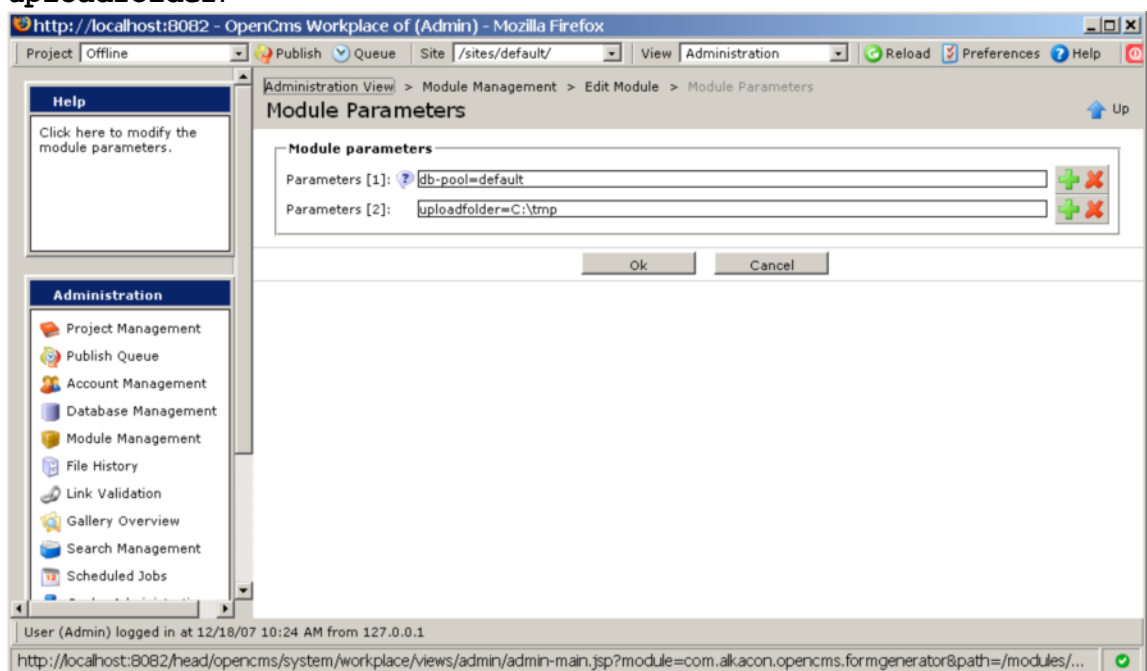 http://localhost:8082 - OpenCms Workplace of (Admin) - Mozilla Firefox
Project Offline Publish Queue Site /sites/default/ View Administration Reload Preferences Help
Administration View > Module Management > Edit Module > Module Parameters
Module Parameters
Up
Help
Click here to modify the
module parameters.
Module parameters
Parameters [1]: db-pool=default
Parameters [2]: uploadfolder=C:\tmp
Ok Cancel
Administration
Project Management
Publish Queue
Account Management
Database Management
Module Management
File History
Link Validation
Gallery Overview
Search Management
Scheduled Jobs
User (Admin) logged in at 12/18/07 10:24 AM from 127.0.0.1
http://localhost:8082/head/opencms/system/workplace/views/admin/admin-main.jsp?module=com.alkacon.opencms.formgenerator&path=/modules/...